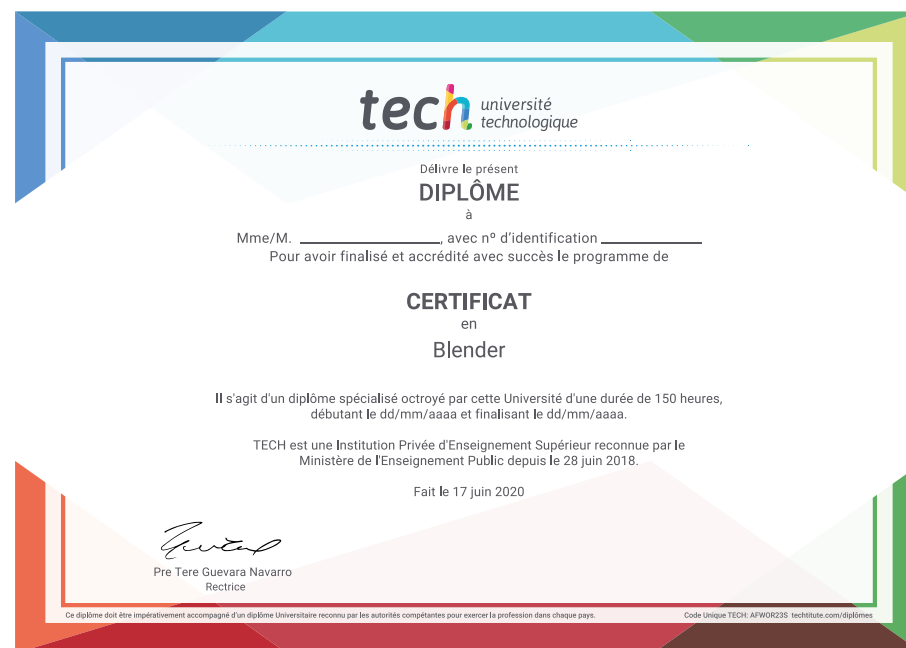 tech université
technologique
Délivre le présent
DIPLÔME
à
Mme/M. ____________________, avec nº d'identification ______________
Pour avoir finalisé et accrédité avec succès le programme de
CERTIFICAT
en
Blender
Il s'agit d'un diplôme spécialisé octroyé par cette Université d'une durée de 150 heures,
débutant le dd/mm/aaaa et finalisant le dd/mm/aaaa.
TECH est une Institution Privée d'Enseignement Supérieur reconnue par le
Ministère de l'Enseignement Public depuis le 28 juin 2018.
Fait le 17 juin 2020
Pre Tere Guevara Navarro
Rectrice
Ce diplôme doit être impérativement accompagné d'un diplôme Universitaire reconnu par les autorités compétantes pour exercer la profession dans chaque pays. Code Unique TECH: AFWOR23S techtitute.com/diplômes